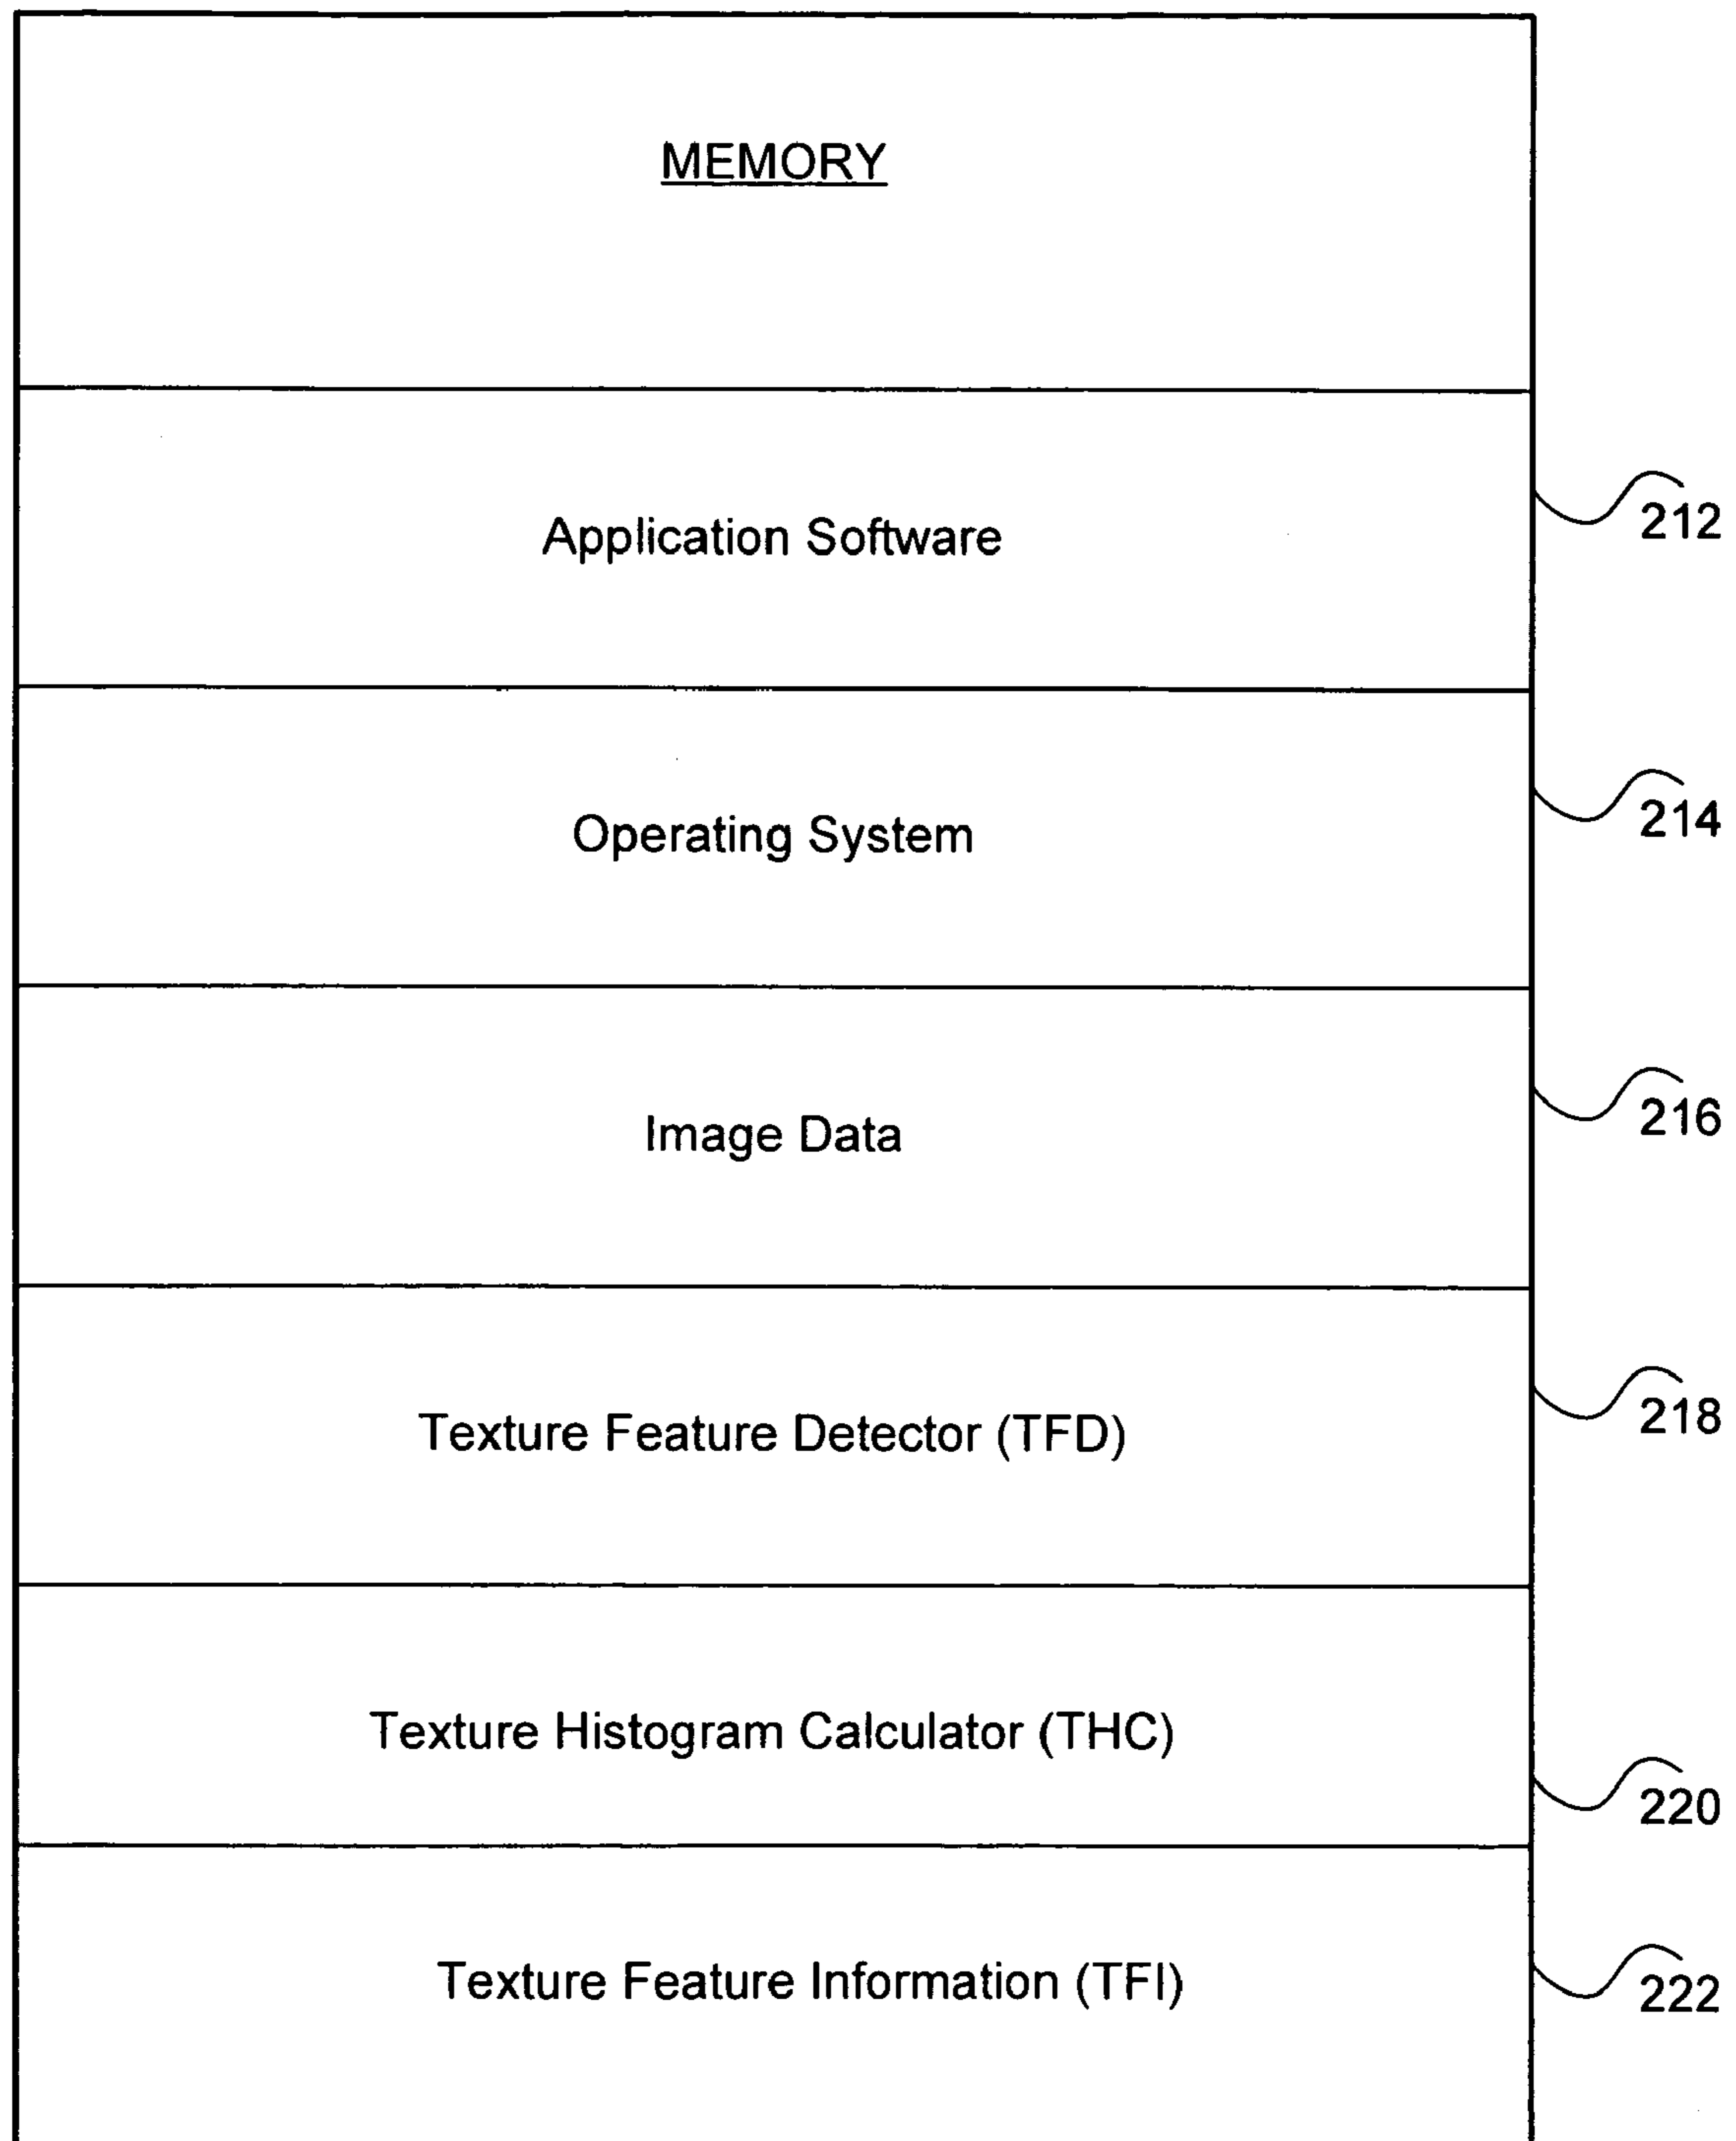 MEMORY
Application Software
212
Operating System
214
Image Data
216
Texture Feature Detector (TFD)
218
Texture Histogram Calculator (THC)
220
Texture Feature Information (TFI)
222